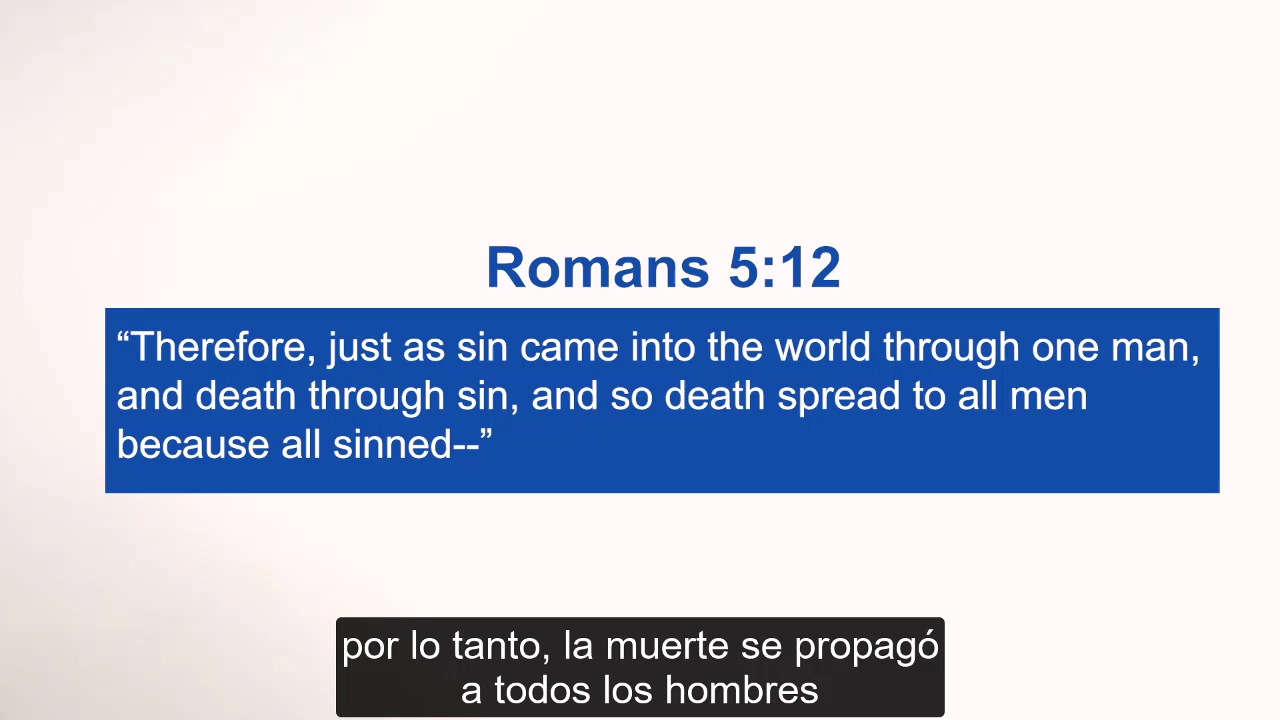 Romans 5:12
“Therefore, just as sin came into the world through one man,
and death through sin, and so death spread to all men
because all sinned--”
por lo tanto, la muerte se propagó
a todos los hombres